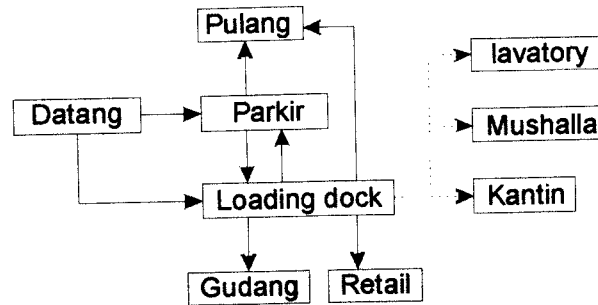 Pulang
lavatory
Datang
Parkir
Mushalla
Loading dock
Kantin
Gudang
Retail